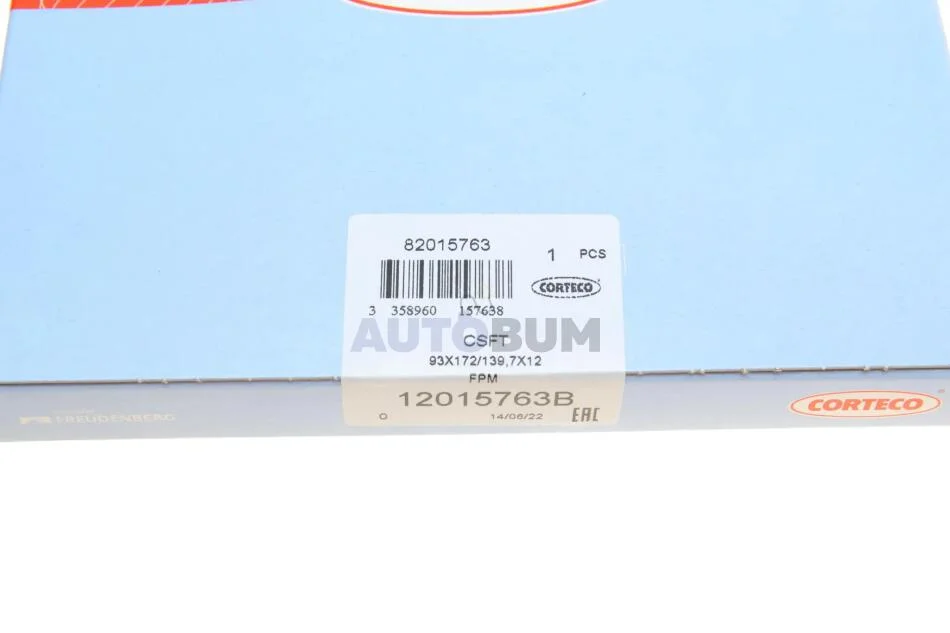 82015763
1 PCS
CORTECO
3 358960 157638
AUTOBUM
CSFT
93X172/139,7X12
FPM
12015763B
O 14/06/22 EAC
FREUDENBERG
CORTECO